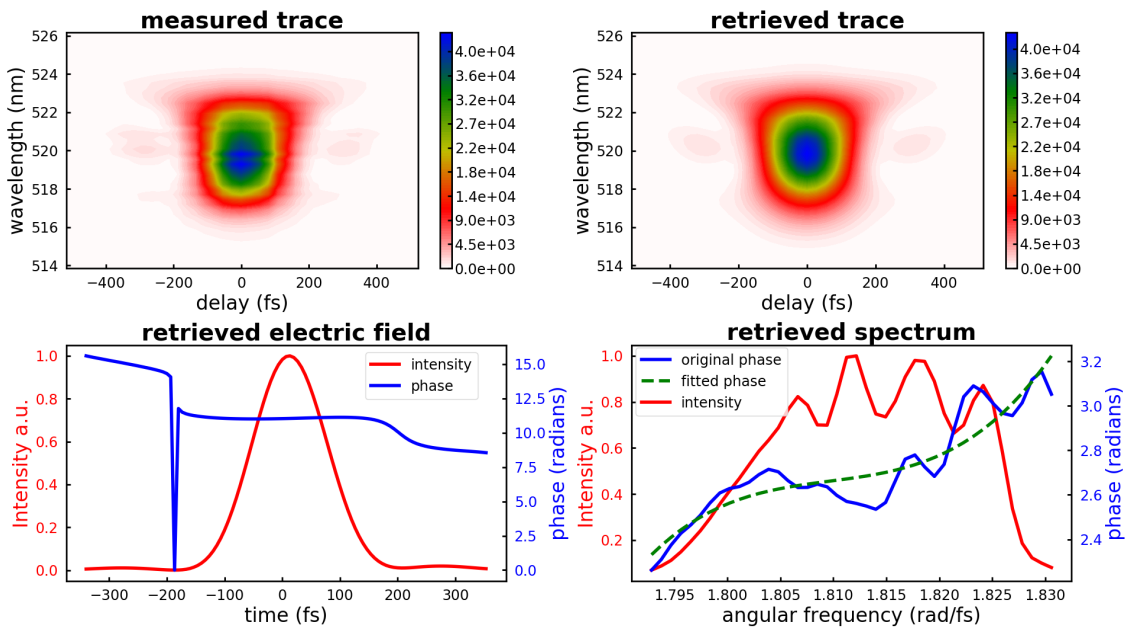 measured trace
wavelength (nm)
526
524
522
520
518
516
514
−400
−200
0
200
400
delay (fs)
4.0e+04
3.6e+04
3.2e+04
2.7e+04
2.2e+04
1.8e+04
1.4e+04
9.0e+03
4.5e+03
0.0e+00
retrieved trace
wavelength (nm)
526
524
522
520
518
516
514
−400
−200
0
200
400
delay (fs)
4.0e+04
3.6e+04
3.2e+04
2.7e+04
2.2e+04
1.8e+04
1.4e+04
9.0e+03
4.5e+03
0.0e+00
retrieved electric field
Intensity a.u.
1.0
0.8
0.6
0.4
0.2
0.0
intensity
phase
15.0
12.5
10.0
7.5
5.0
2.5
0.0
phase (radians)
−300
−200
−100
0
100
200
300
time (fs)
retrieved spectrum
Intensity a.u.
1.0
0.8
0.6
0.4
0.2
original phase
fitted phase
intensity
3.2
3.0
2.8
2.6
2.4
phase (radians)
1.795
1.800
1.805
1.810
1.815
1.820
1.825
1.830
angular frequency (rad/fs)